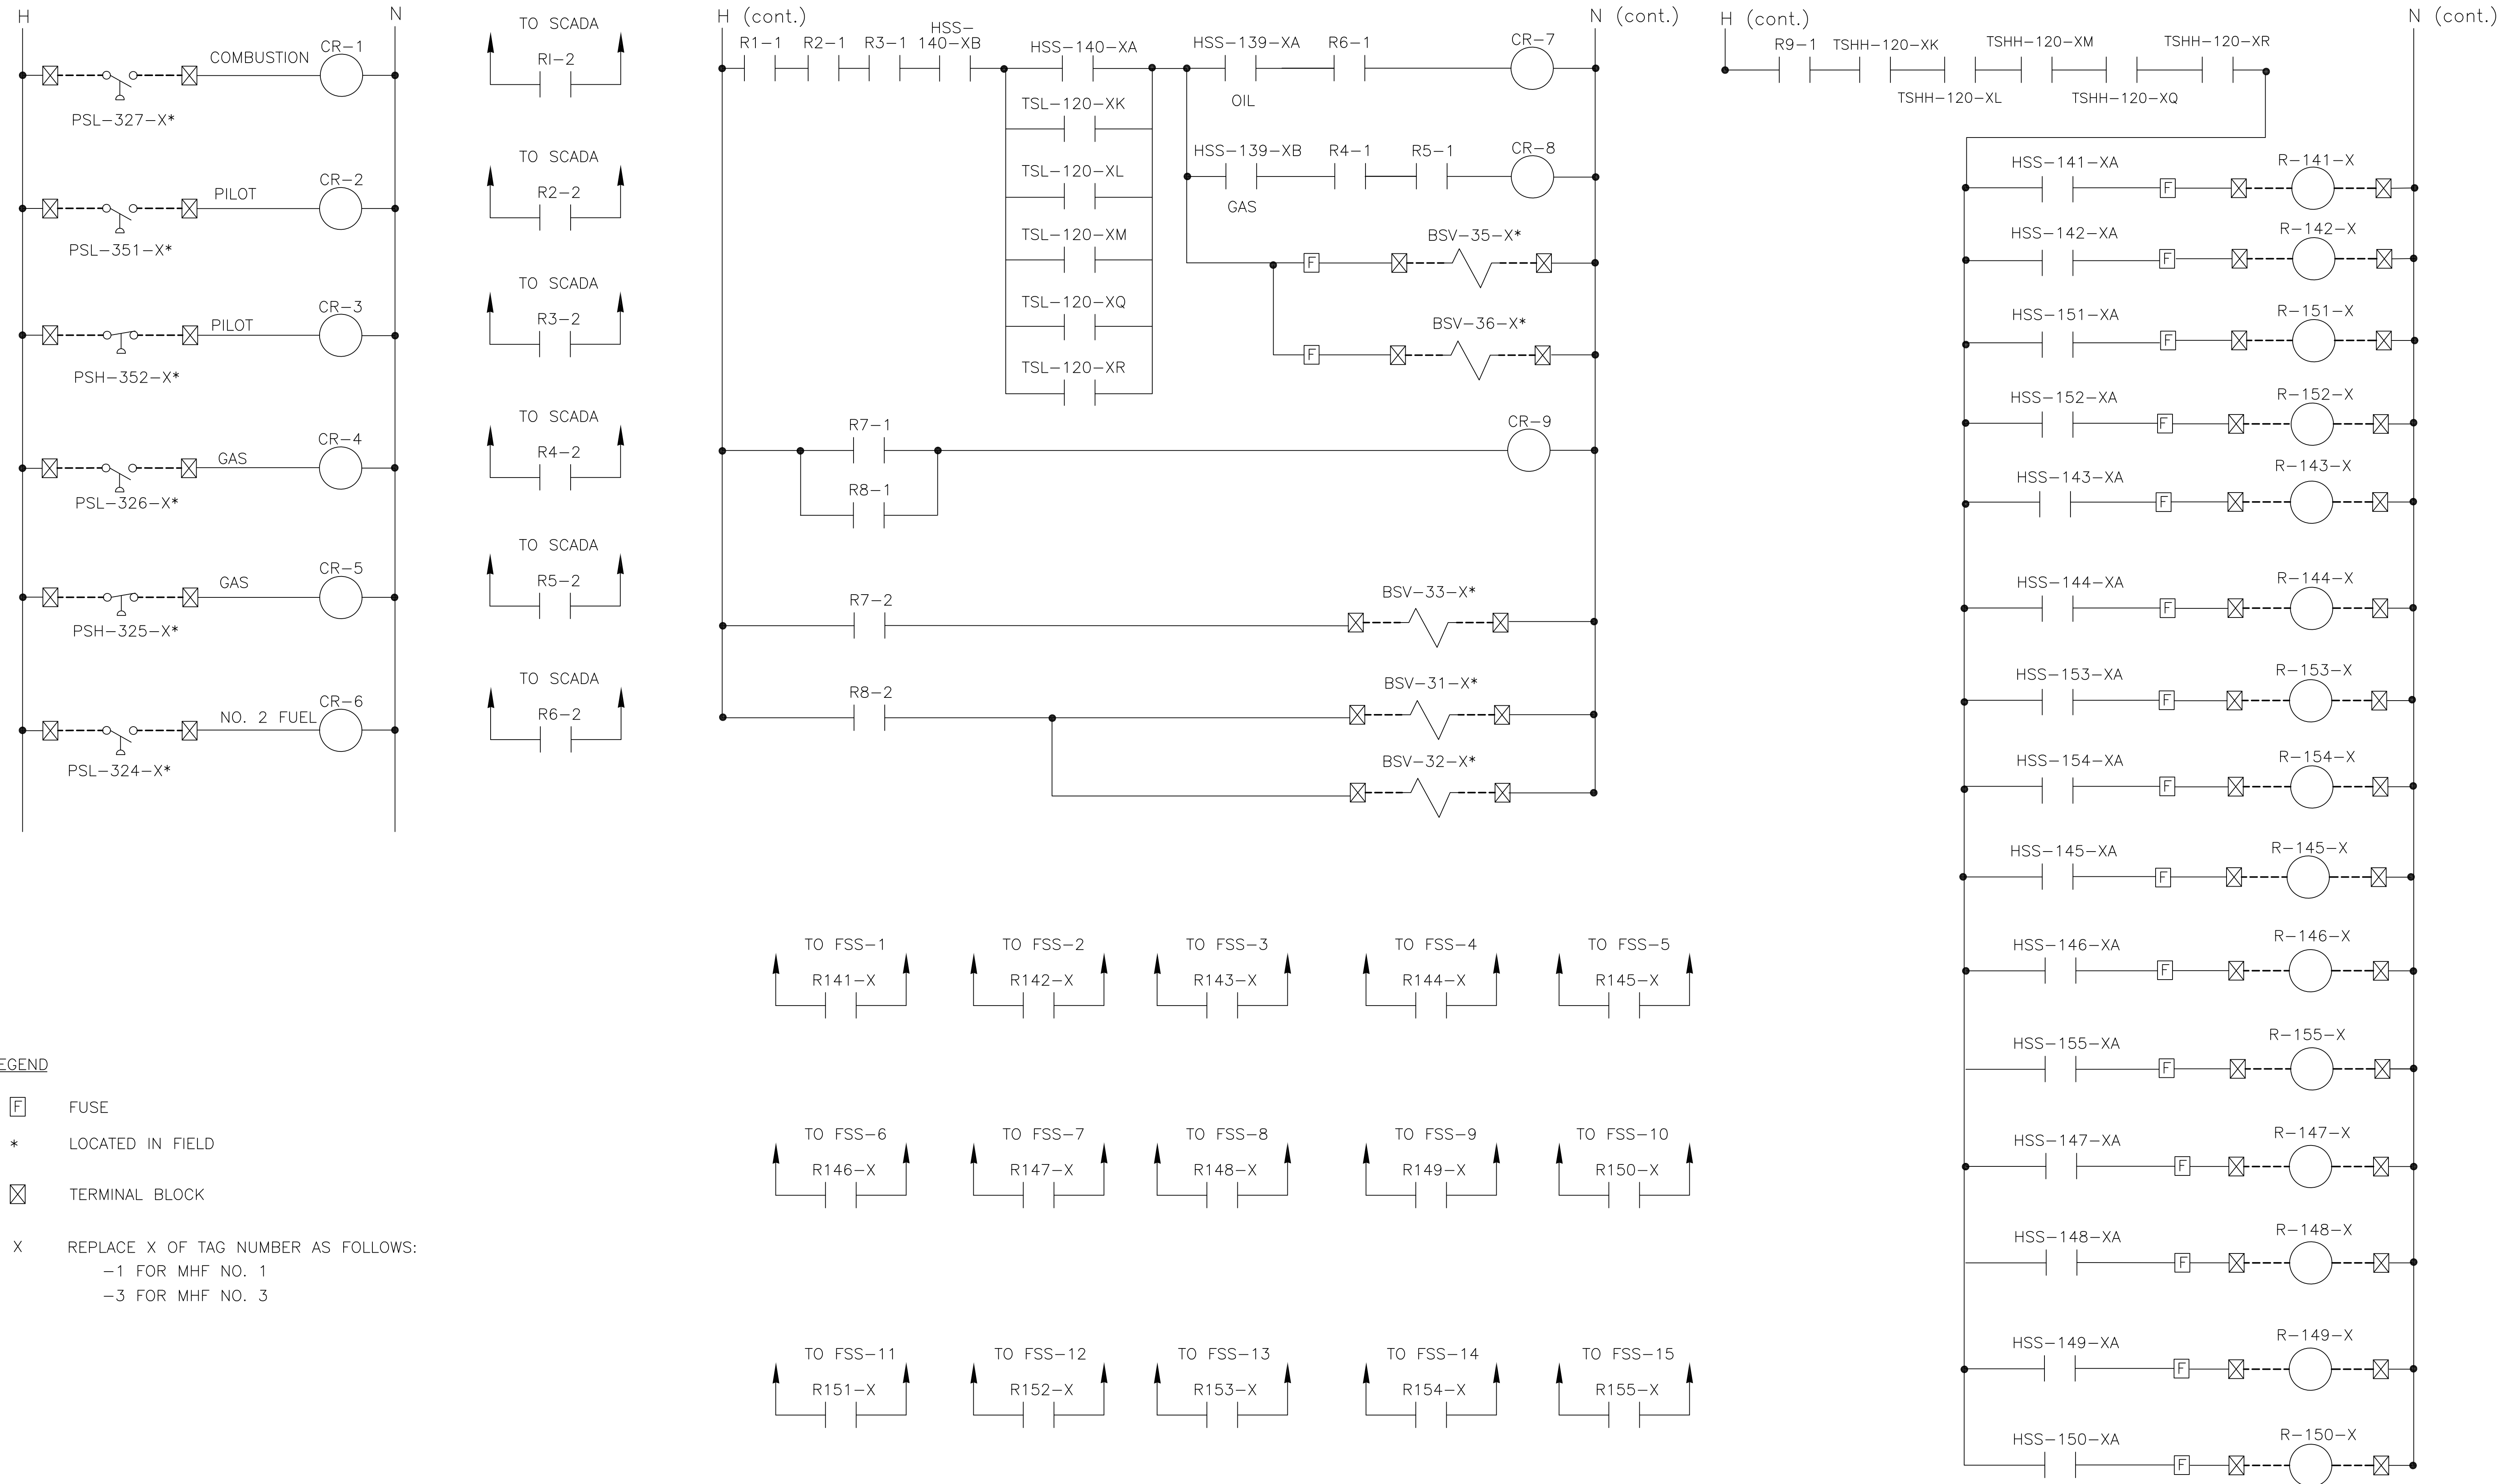 H
N
COMBUSTION
CR-1
PSL-327-X*
PILOT
CR-2
PSL-351-X*
PILOT
CR-3
PSH-352-X*
GAS
CR-4
PSL-326-X*
GAS
CR-5
PSH-325-X*
NO. 2 FUEL
CR-6
PSL-324-X*
TO SCADA
RI-2
TO SCADA
R2-2
TO SCADA
R3-2
TO SCADA
R4-2
TO SCADA
R5-2
TO SCADA
R6-2
H (cont.)
N (cont.)
R1-1
R2-1
R3-1
HSS-
140-XB
HSS-140-XA
HSS-139-XA
R6-1
CR-7
OIL
TSL-120-XK
TSL-120-XL
TSL-120-XM
TSL-120-XQ
TSL-120-XR
HSS-139-XB
R4-1
R5-1
CR-8
GAS
BSV-35-X*
F
BSV-36-X*
F
R7-1
CR-9
R8-1
R7-2
BSV-33-X*
R8-2
BSV-31-X*
BSV-32-X*
H (cont.)
N (cont.)
R9-1
TSHH-120-XK
TSHH-120-XM
TSHH-120-XR
TSHH-120-XL
TSHH-120-XQ
HSS-141-XA
F
R-141-X
HSS-142-XA
F
R-142-X
HSS-151-XA
F
R-151-X
HSS-152-XA
F
R-152-X
HSS-143-XA
F
R-143-X
HSS-144-XA
F
R-144-X
HSS-153-XA
F
R-153-X
HSS-154-XA
F
R-154-X
HSS-145-XA
F
R-145-X
HSS-146-XA
F
R-146-X
HSS-155-XA
F
R-155-X
HSS-147-XA
F
R-147-X
HSS-148-XA
F
R-148-X
HSS-149-XA
F
R-149-X
HSS-150-XA
F
R-150-X
TO FSS-1
R141-X
TO FSS-2
R142-X
TO FSS-3
R143-X
TO FSS-4
R144-X
TO FSS-5
R145-X
TO FSS-6
R146-X
TO FSS-7
R147-X
TO FSS-8
R148-X
TO FSS-9
R149-X
TO FSS-10
R150-X
TO FSS-11
R151-X
TO FSS-12
R152-X
TO FSS-13
R153-X
TO FSS-14
R154-X
TO FSS-15
R155-X
EGEND
F FUSE
* LOCATED IN FIELD
TERMINAL BLOCK
X REPLACE X OF TAG NUMBER AS FOLLOWS:
-1 FOR MHF NO. 1
-3 FOR MHF NO. 3